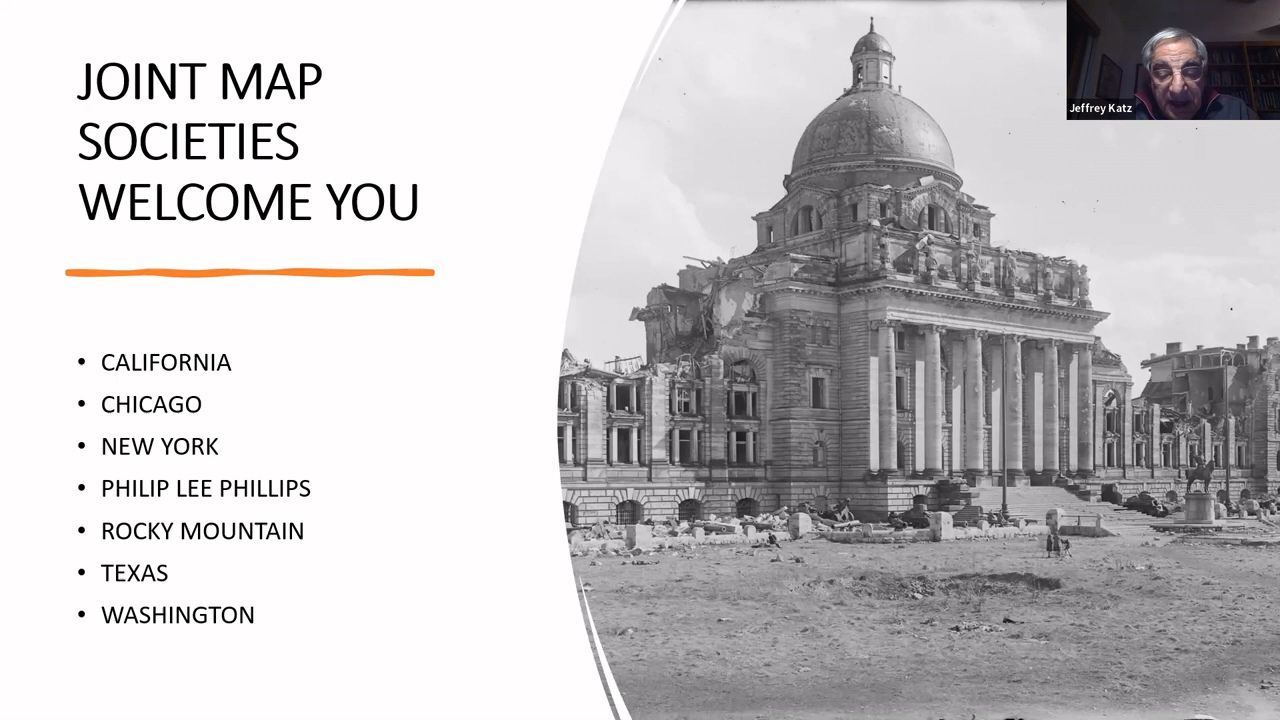 JOINT MAP
SOCIETIES
WELCOME YOU
• CALIFORNIA
• CHICAGO
• NEW YORK
• PHILIP LEE PHILLIPS
• ROCKY MOUNTAIN
• TEXAS
• WASHINGTON
Jeffrey Katz